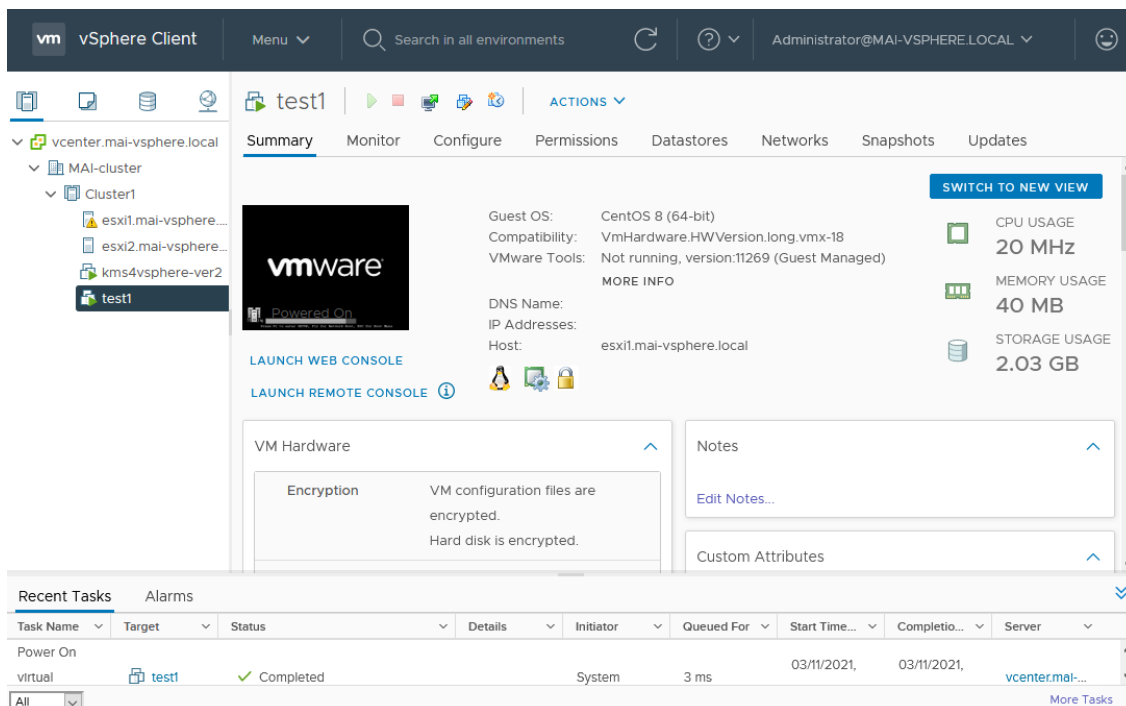 vm vSphere Client Menu Search in all environments Administrator@MAI-VSPHERE.LOCAL
test1 ACTIONS
vcenter.mai-vsphere.local
MAI-cluster
Cluster1
esxi1.mai-vsphere....
esxi2.mai-vsphere...
kms4vsphere-ver2
test1
Summary Monitor Configure Permissions Datastores Networks Snapshots Updates
SWITCH TO NEW VIEW
vmware
Powered On
LAUNCH WEB CONSOLE
LAUNCH REMOTE CONSOLE
Guest OS: CentOS 8 (64-bit)
Compatibility: VmHardware.HWVersion.long.vmx-18
VMware Tools: Not running, version:11269 (Guest Managed)
MORE INFO
DNS Name:
IP Addresses:
Host: esxi1.mai-vsphere.local
CPU USAGE
20 MHz
MEMORY USAGE
40 MB
STORAGE USAGE
2.03 GB
VM Hardware
Encryption VM configuration files are
encrypted.
Hard disk is encrypted.
Notes
Edit Notes...
Custom Attributes
Recent Tasks Alarms
Task Name Target Status Details Initiator Queued For Start Time... Completio... Server
Power On
virtual test1 Completed System 3 ms 03/11/2021, 03/11/2021, vcenter.mai-...
All More Tasks